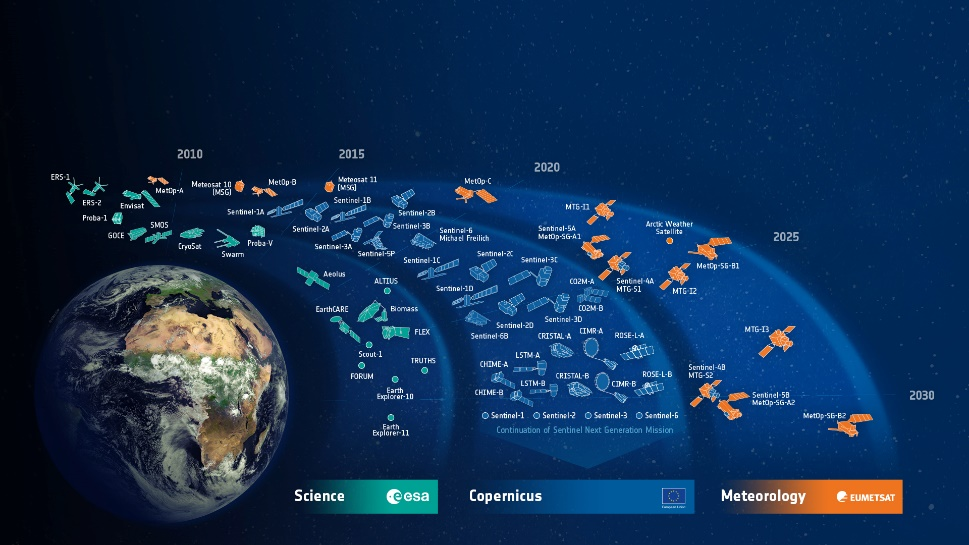 2010
2015
2020
2025
2030
ERS-1
ERS-2
Envisat
MetOp-A
Meteosat 10
(MSG)
MetOp-B
Meteosat 11
(MSG)
MetOp-C
Proba-1
GOCE
SMOS
CryoSat
Swarm
Proba-V
Sentinel-1A
Sentinel-2A
Sentinel-1B
Sentinel-2B
Sentinel-3A
Sentinel-3B
Sentinel-5P
Sentinel-6
Michael Freilich
MTG-I1
Sentinel-5A
MetOp-SG-A1
Arctic Weather
Satellite
MetOp-SG-B1
Sentinel-4A
MTG-S1
MTG-I2
Aeolus
ALTIUS
Sentinel-1C
Sentinel-2C
Sentinel-3C
Sentinel-1D
CO2M-A
CO2M-B
EarthCARE
Biomass
FLEX
Sentinel-2D
Sentinel-3D
Sentinel-6B
CRISTAL-A
CIMR-A
ROSE-L-A
MTG-I3
Scout-1
FORUM
TRUTHS
Earth
Explorer-10
Earth
Explorer-11
CHIME-A
LSTM-A
CHIME-B
LSTM-B
CRISTAL-B
CIMR-B
ROSE-L-B
Sentinel-4B
MTG-S2
Sentinel-5B
MetOp-SG-A2
MetOp-SG-B2
Sentinel-1
Sentinel-2
Sentinel-3
Sentinel-6
Continuation of Sentinel Next Generation Mission
Science
esa
Copernicus
Meteorology
EUMETSAT